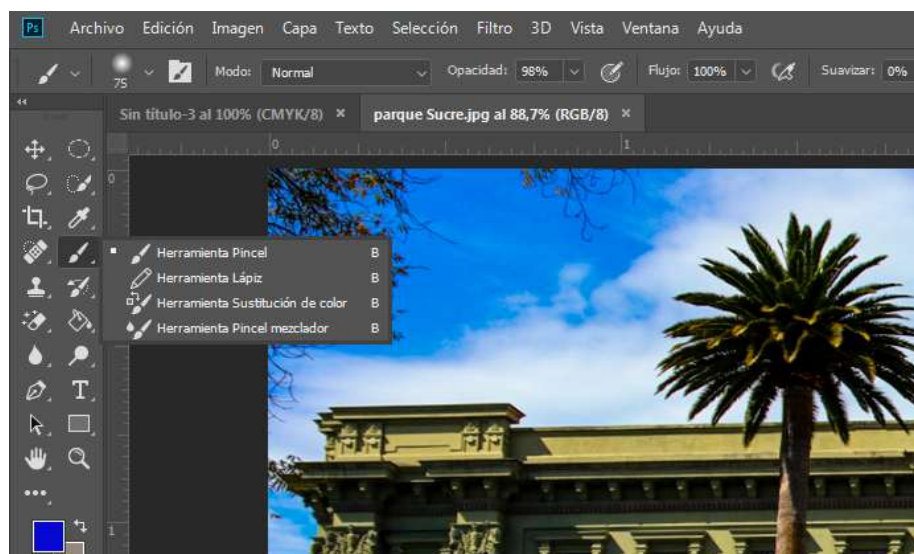 Ps Archivo Edición Imagen Capa Texto Selección Filtro 3D Vista Ventana Ayuda
75 Modo: Normal Opacidad: 98% Flujo: 100% Suavizar: 0%
Sin título-3 al 100% (CMYK/8) × parque Sucre.jpg al 88,7% (RGB/8) ×
0 1
0
Herramienta Pincel B
Herramienta Lápiz B
Herramienta Sustitución de color B
Herramienta Pincel mezclador B
T
1